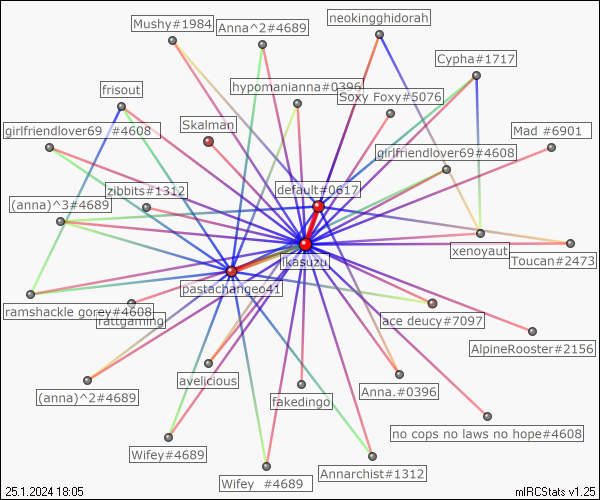 Mushy#1984
Anna^2#4689
neokingghidorah
Cypha#1717
frisout
hypomanianna#0396
Soxy Foxy#5076
girlfriendlover69 #4608
Skalman
Mad #6901
girlfriendlover69#4608
zibbits#1312
default#0617
(anna)^3#4689
xenoyaut
Toucan#2473
ikasuzu
pastachangeo41
ramshackle gorey#4608
rattgaming
ace deucy#7097
AlpineRooster#2156
avelicious
(anna)^2#4689
fakedingo
Anna.#0396
no cops no laws no hope#4608
Wifey#4689
Wifey #4689
Annarchist#1312
25.1.2024 18:05
mIRCStats v1.25